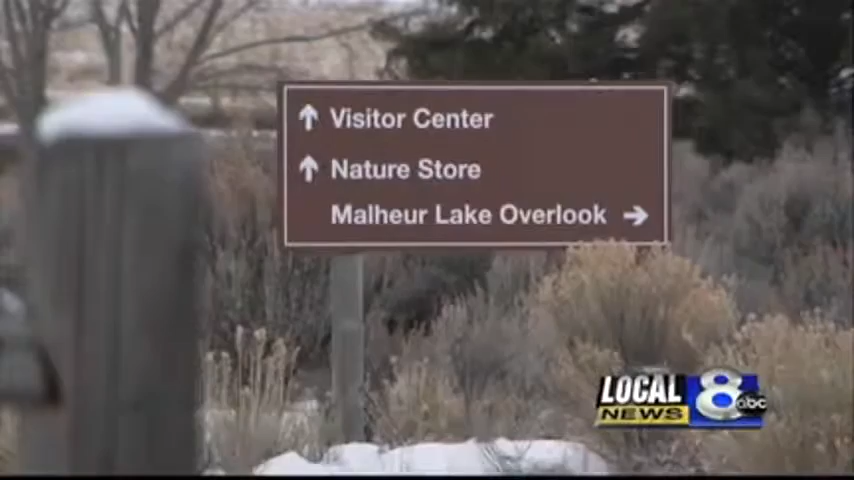 ↑ Visitor Center
↑ Nature Store
Malheur Lake Overlook →
LOCAL
NEWS
8
abc